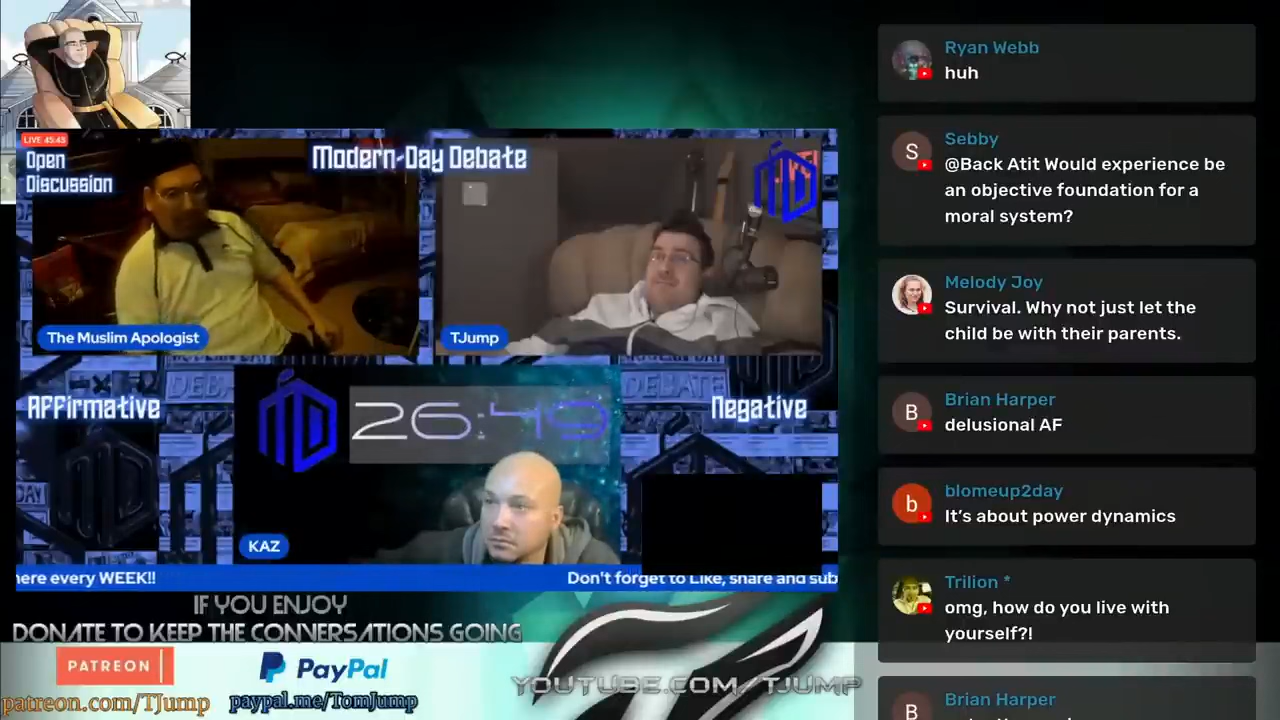 LIVE 45:45
Open
Discussion
Modern-Day Debate
The Muslim Apologist
TJump
Affirmative
26:49
Negative
KAZ
here every WEEK!!
Don't forget to Like, share and sub
IF YOU ENJOY
DONATE TO KEEP THE CONVERSATIONS GOING
PATREON
PayPal
patreon.com/TJump
paypal.me/TomJump
YOUTUBE.COM/TJUMP
Ryan Webb
huh
S
Sebby
@Back Atit Would experience be
an objective foundation for a
moral system?
Melody Joy
Survival. Why not just let the
child be with their parents.
B
Brian Harper
delusional AF
b
blomeup2day
It's about power dynamics
Trilion *
omg, how do you live with
yourself?!
B
Brian Harper